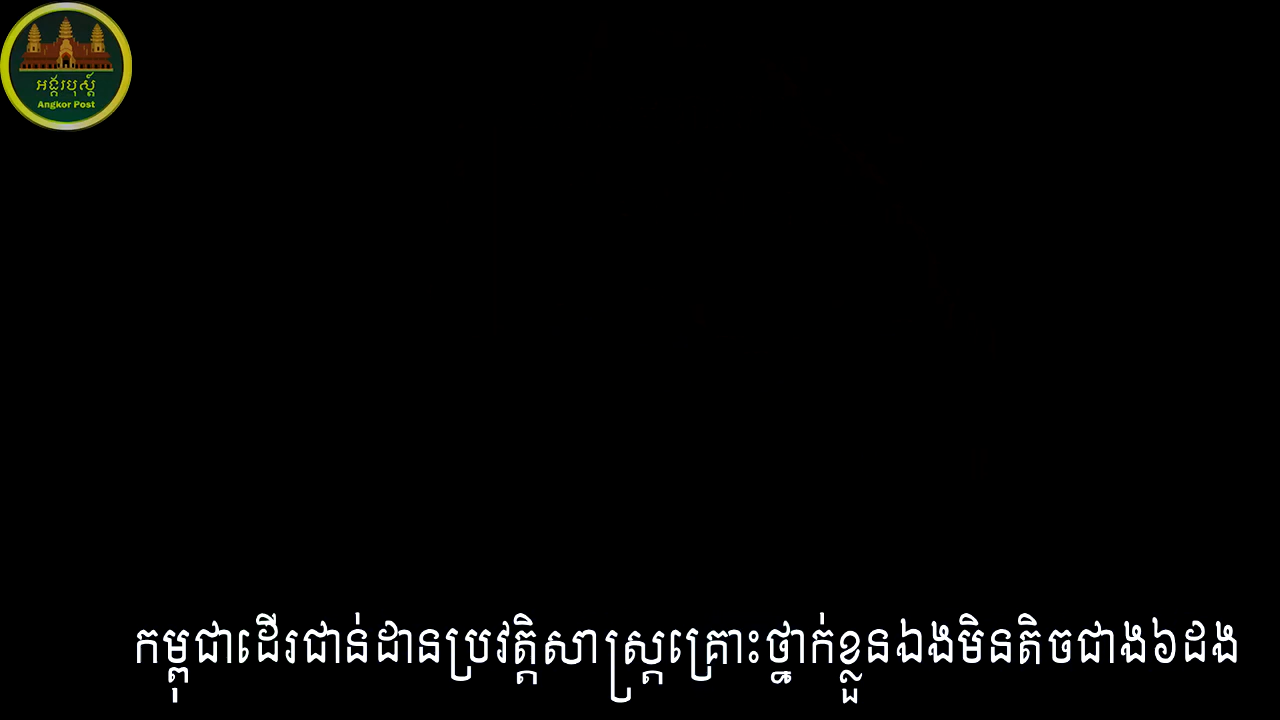 អង្គរបុស្តិ៍
Angkor Post
កម្ពុជាដើរជាន់ដានប្រវត្តិសាស្ត្រគ្រោះថ្នាក់ខ្លួនឯងមិនតិចជាង៦ដង